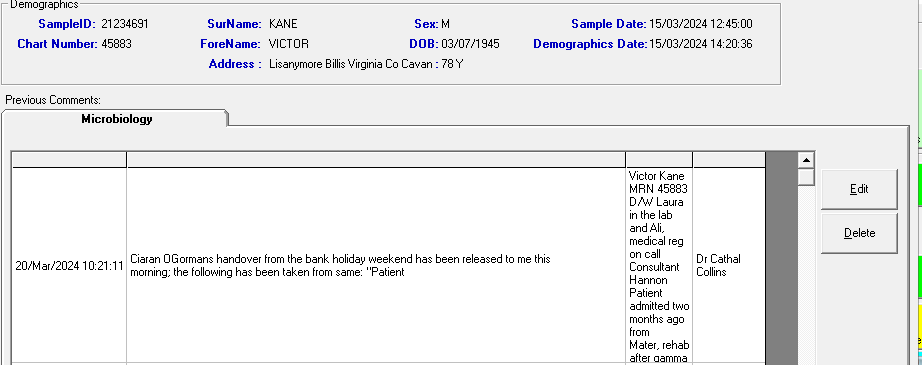 Demographics
SampleID: 21234691 SurName: KANE Sex: M Sample Date: 15/03/2024 12:45:00
Chart Number: 45883 ForeName: VICTOR DOB: 03/07/1945 Demographics Date: 15/03/2024 14:20:36
Address : Lisanymore Billis Virginia Co Cavan : 78 Y
Previous Comments:
Microbiology
20/Mar/2024 10:21:11
Ciaran OGormans handover from the bank holiday weekend has been released to me this
morning; the following has been taken from same: "Patient
Victor Kane
MRN 45883
D/W Laura
in the lab
and Ali,
medical reg
on call
Consultant
Hannon
Patient
admitted two
months ago
from
Mater, rehab
after gamma
Dr Cathal
Collins
Edit
Delete